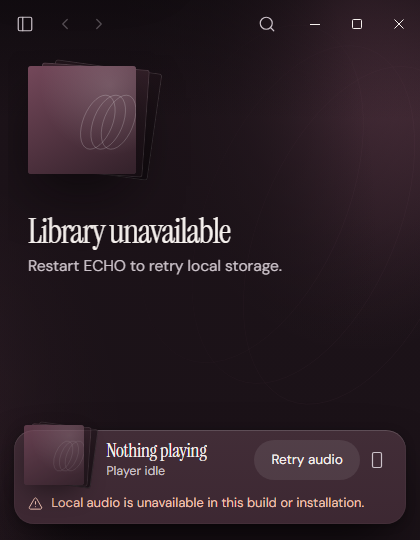 Library unavailable
Restart ECHO to retry local storage.
Nothing playing
Player idle
Retry audio
Local audio is unavailable in this build or installation.